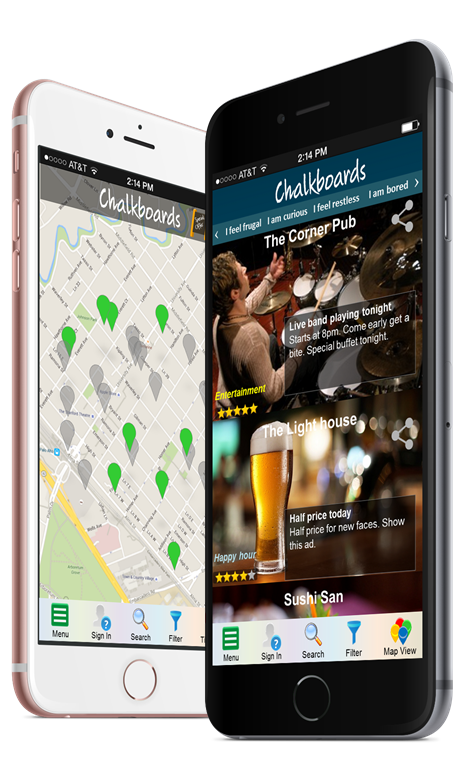 AT&T
2:14 PM
Chalkboards
Menu
Sign In
Search
Filter
AT&T
2:14 PM
Chalkboards
‹ I feel frugal I am curious I feel restless I am bored ›
The Corner Pub
Live band playing tonight
Starts at 8pm. Come early get a
bite. Special buffet tonight.
Entertainment
The Light house
Half price today
Half price for new faces. Show
this ad.
Happy hour
Sushi San
Menu
Sign In
Search
Filter
Map View